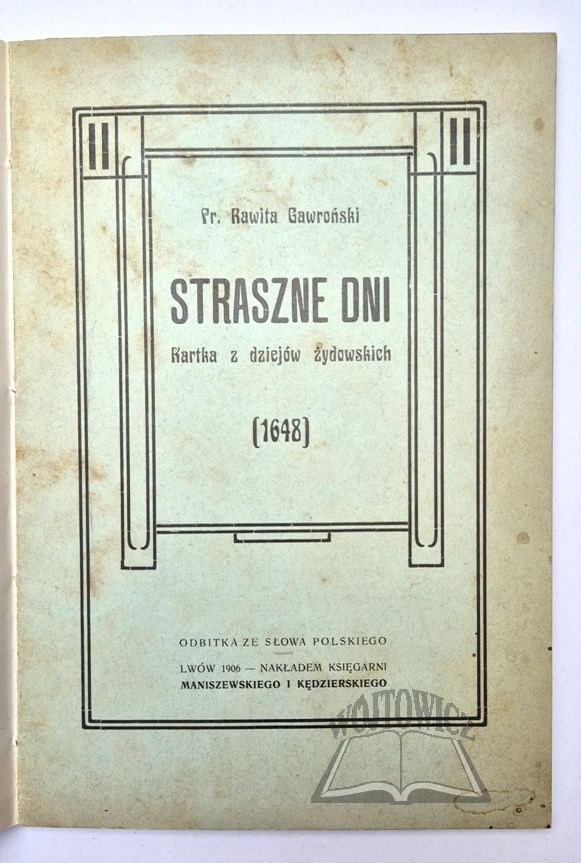 Fr. Rawita Gawroński
STRASZNE DNI
Kartka z dziejów żydowskich
(1648)
ODBITKA ZE SŁOWA POLSKIEGO
LWÓW 1906 — NAKŁADEM KSIĘGARNI
MANISZEWSKIEGO I KĘDZIERSKIEGO
WÓJTOWICZ